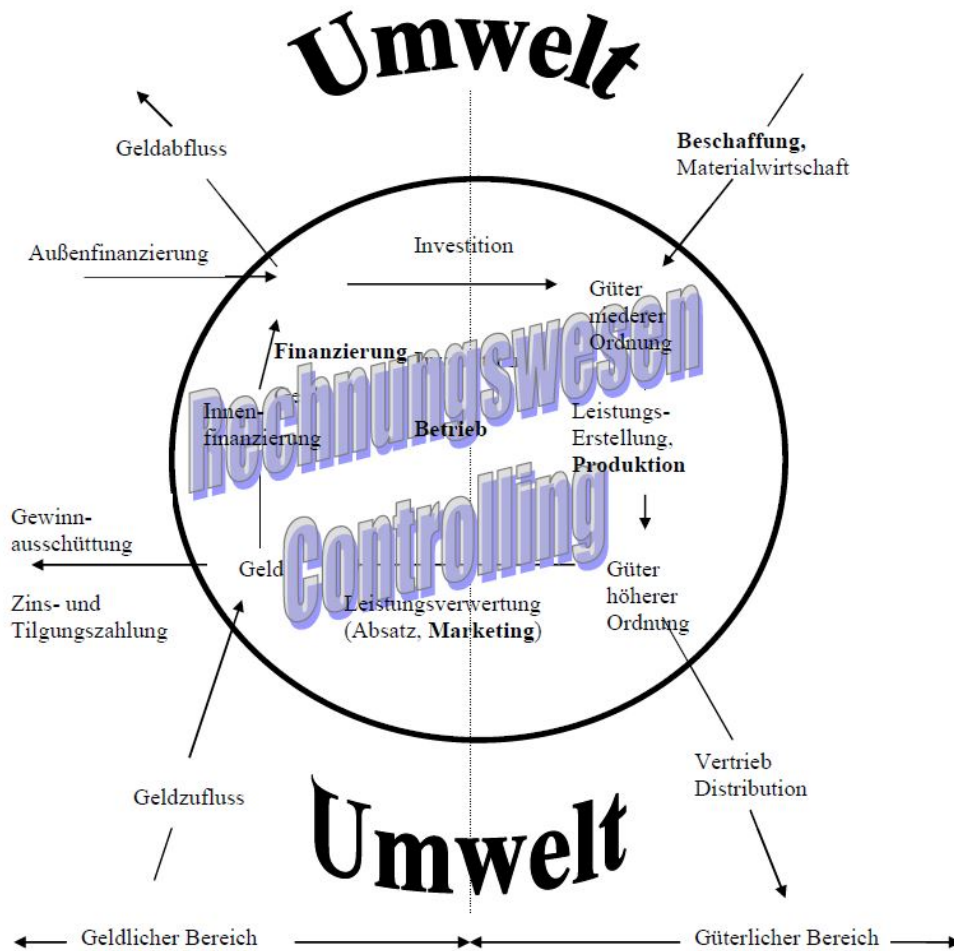 Umwelt
Geldabfluss
Beschaffung,
Materialwirtschaft
Außenfinanzierung
Investition
Güter
niederer
Ordnung
Finanzierung
Rechnungswesen
Innen-
finanzierung
Betrieb
Leistungs-
Erstellung,
Produktion
Controlling
Gewinn-
ausschüttung
Geld
Güter
höherer
Ordnung
Zins- und
Tilgungszahlung
Leistungsverwertung
(Absatz, Marketing)
Vertrieb
Distribution
Geldzufluss
Umwelt
Geldlicher Bereich
Güterlicher Bereich